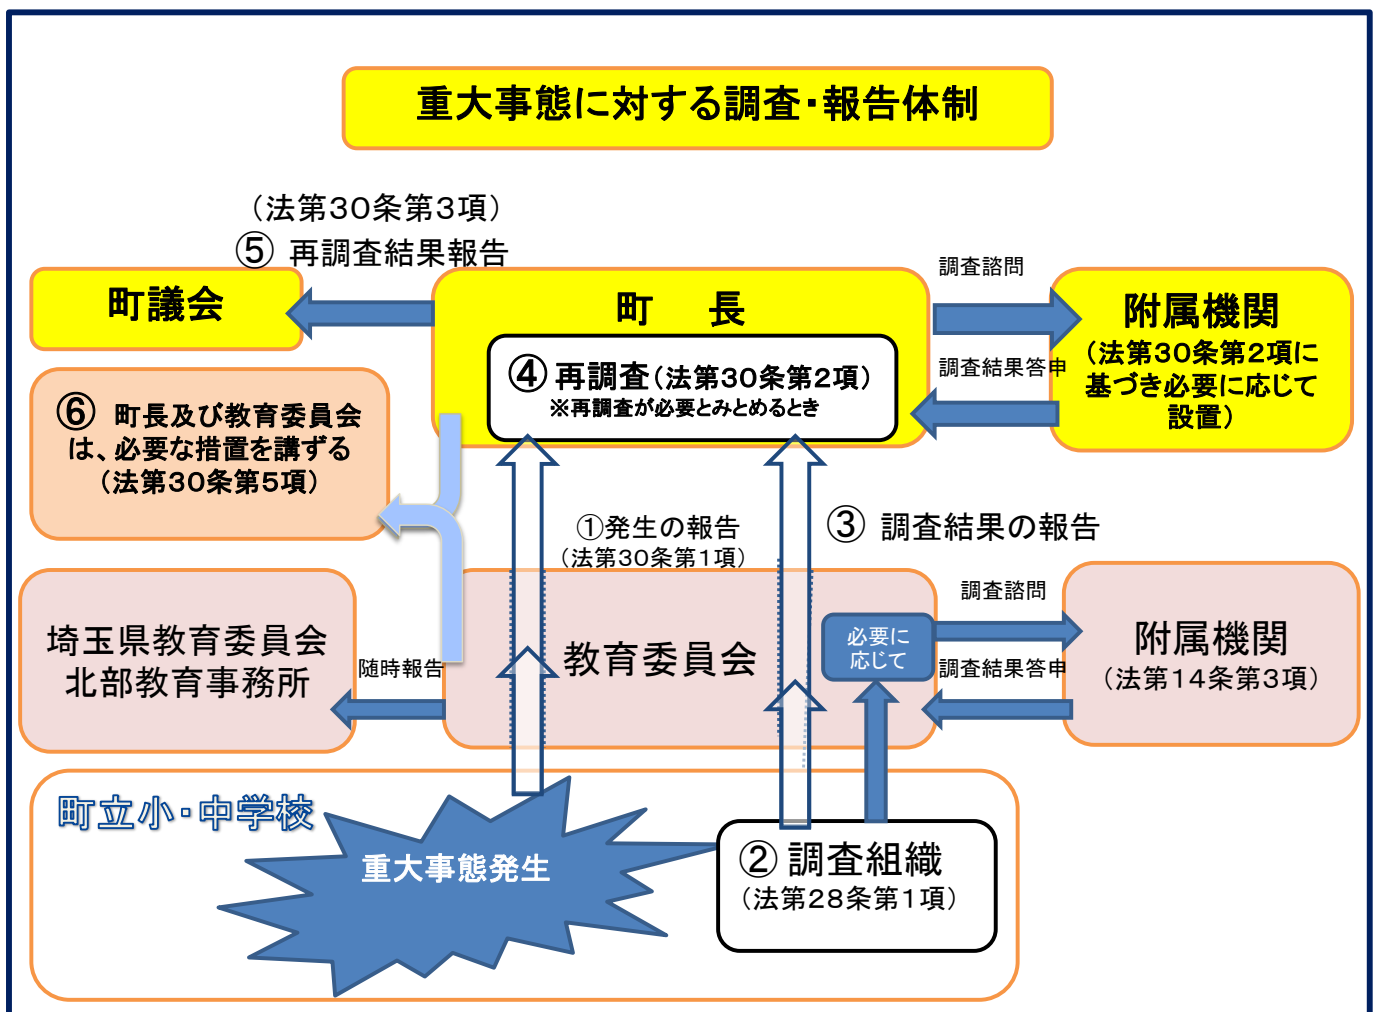 重大事態に対する調査・報告体制
（法第30条第3項）
⑤ 再調査結果報告
町議会
町　長
④ 再調査（法第30条第2項）
※再調査が必要とみとめるとき
調査諮問
調査結果答申
附属機関
（法第30条第2項に
基づき必要に応じて
設置）
⑥ 町長及び教育委員会
は、必要な措置を講ずる
（法第30条第5項）
①発生の報告
（法第30条第1項）
③ 調査結果の報告
埼玉県教育委員会
北部教育事務所
随時報告
教育委員会
必要に
応じて
調査諮問
調査結果答申
附属機関
（法第14条第3項）
町立小・中学校
重大事態発生
② 調査組織
（法第28条第1項）